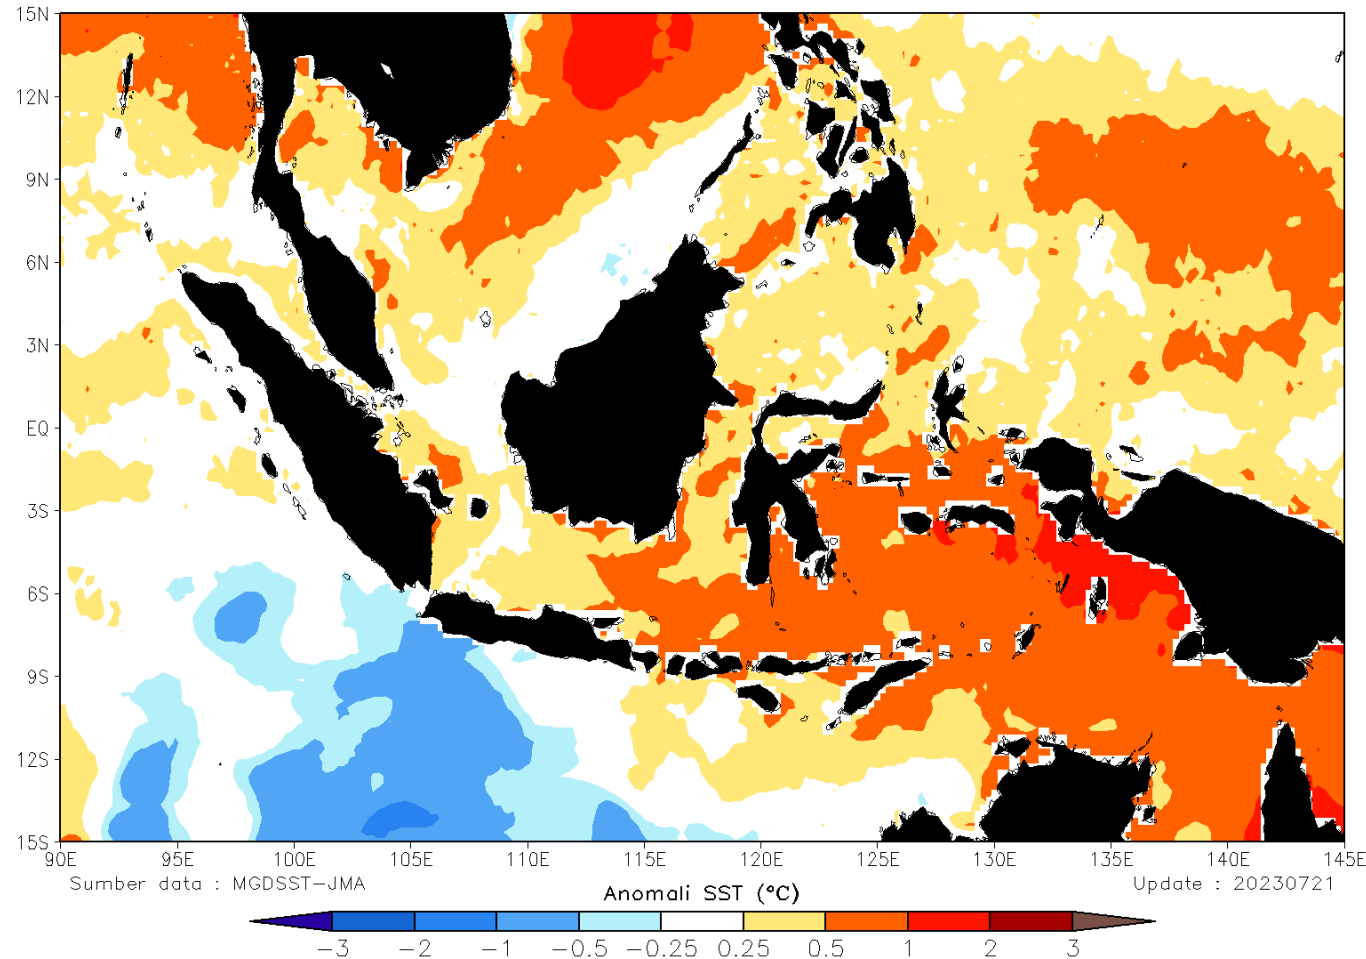 15N
12N
9N
6N
3N
EQ
3S
6S
9S
12S
15S
90E 95E 100E 105E 110E 115E 120E 125E 130E 135E 140E 145E
Sumber data : MGDSST-JMA
Update : 20230721
Anomali SST (°C)
-3 -2 -1 -0.5 -0.25 0.25 0.5 1 2 3